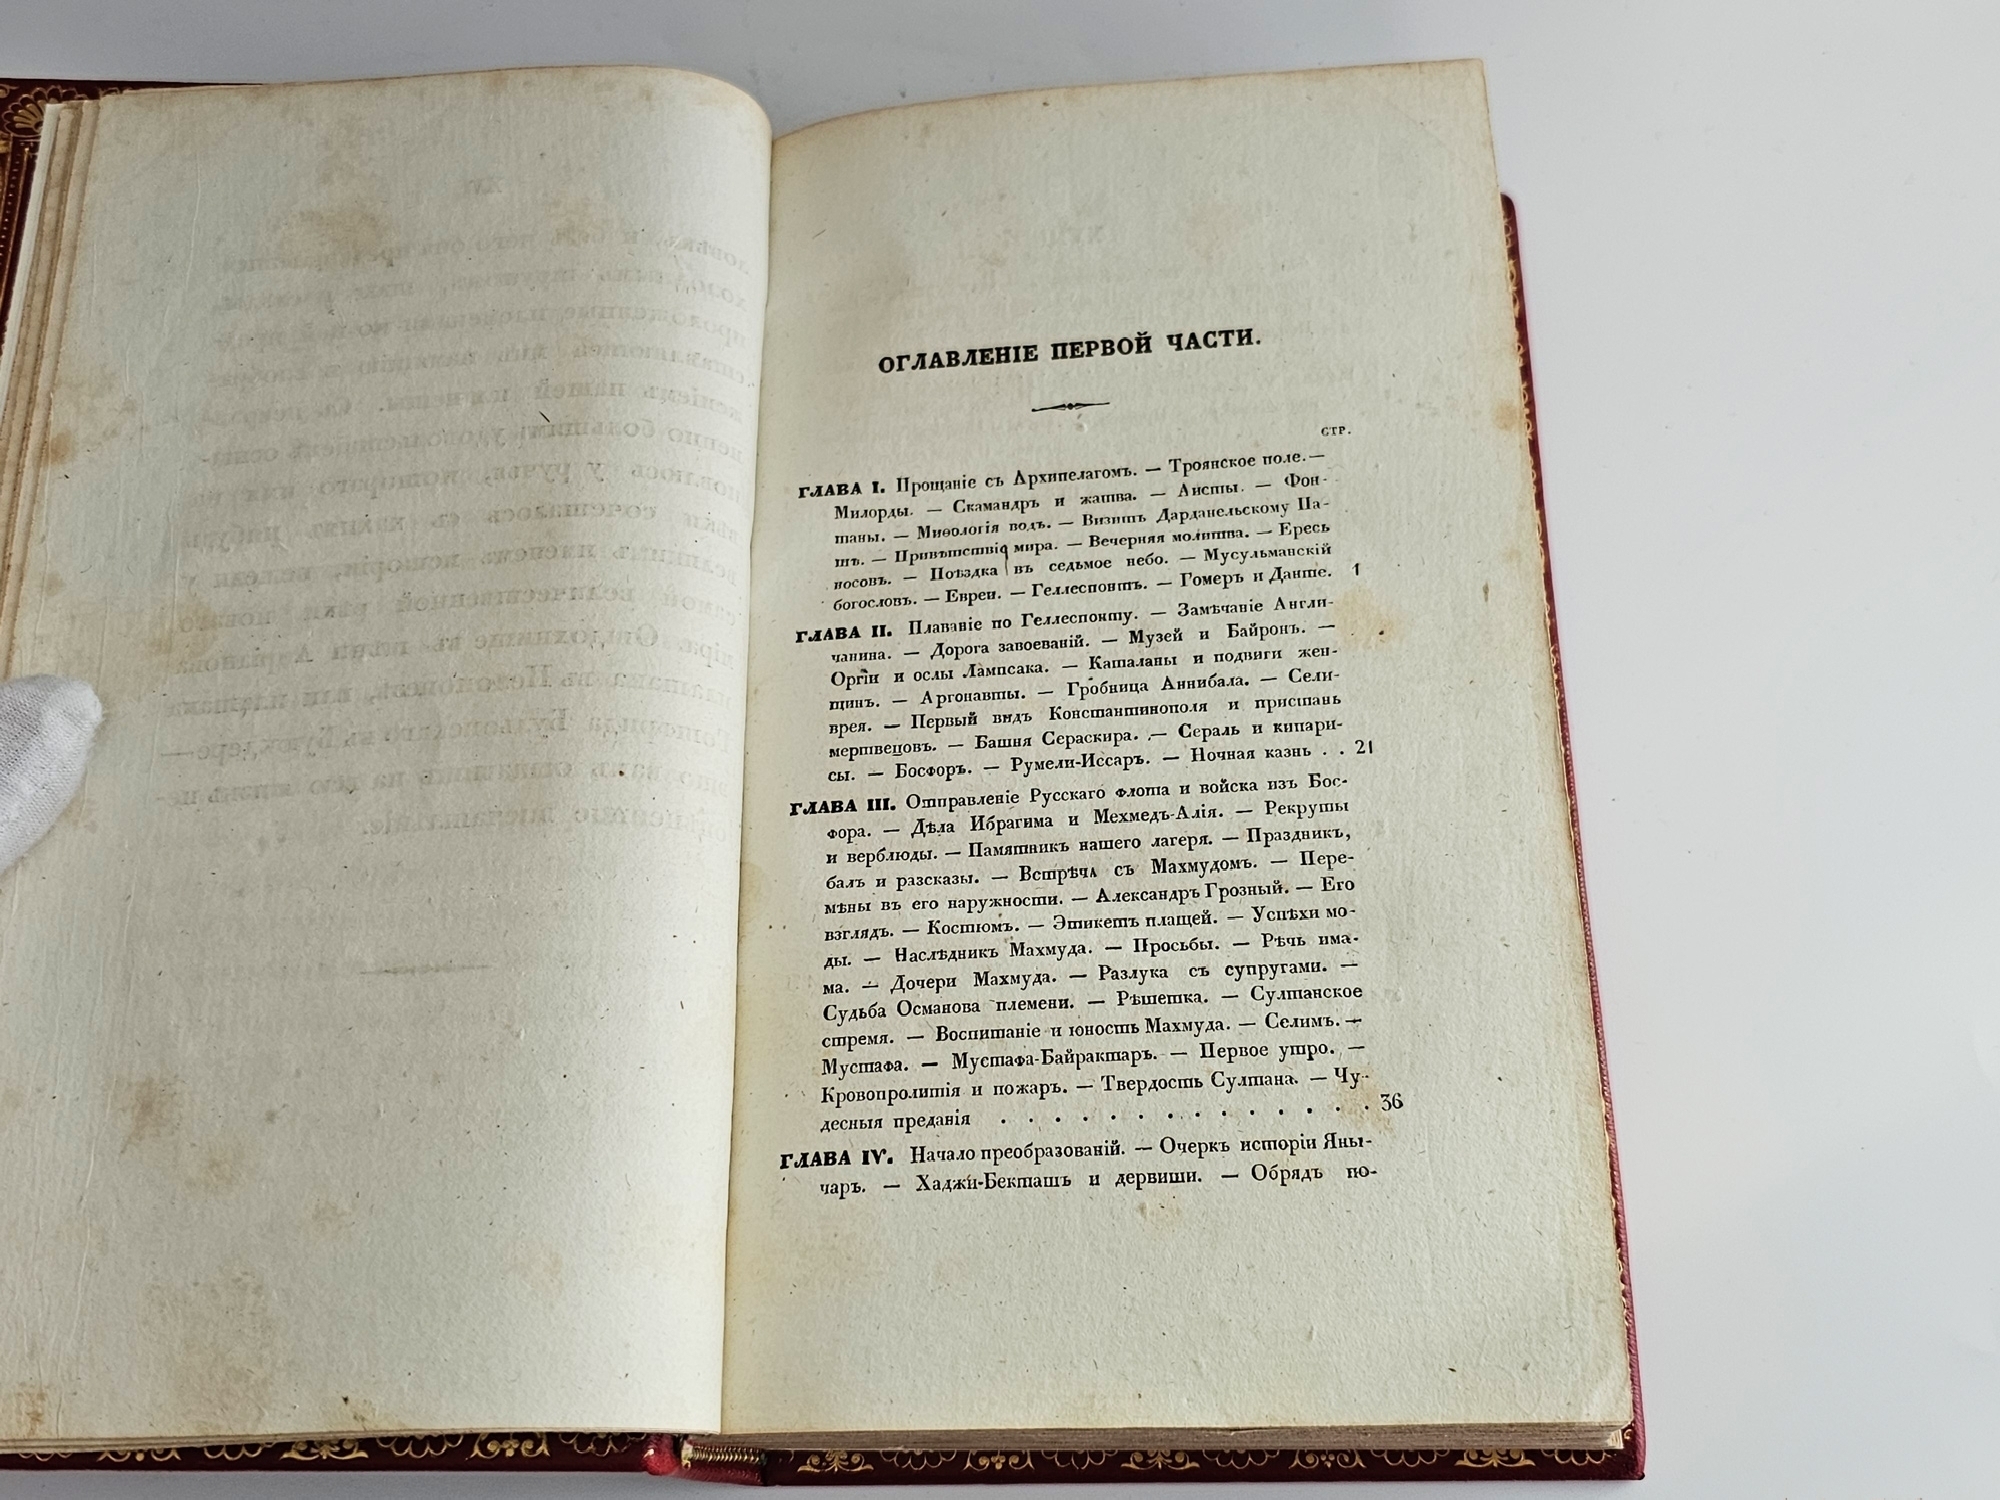 ОГЛАВЛЕНІЕ ПЕРВОЙ ЧАСТИ.
СТР.
ГЛАВА I. Прощаніе съ Архипелагомъ. — Троянское поле. —
Милорды. — Скамандръ и жатва. — Аисты. — Фон-
таны. — Миѳологія водъ. — Визитъ Дарданельскому Па-
шѣ. — Привѣтствіе мира. — Вечерняя молитва. — Ересь
носовъ. — Поѣздка въ седьмое небо. — Мусульманскій
богословъ. — Евреи. — Геллеспонтъ. — Гомеръ и Данте. 1
ГЛАВА II. Плаваніе по Геллеспонту. — Замѣчаніе Англи-
чанина. — Дорога завоеваній. — Музей и Байронъ. —
Оргіи и ослы Лампсака. — Каталаны и подвиги жен-
щинъ. — Аргонавты. — Гробница Аннибала. — Сели-
врея. — Первый видъ Константинополя и пристань
мертвецовъ. — Башня Сераскира. — Сераль и кипари-
сы. — Босфоръ. — Румели-Иссаръ. — Ночная казнь . . 21
ГЛАВА III. Отправленіе Русскаго флота и войска изъ Бос-
фора. — Дѣла Ибрагима и Мехмедъ-Алія. — Рекруты
и верблюды. — Памятникъ нашего лагеря. — Праздникъ,
балъ и разсказы. — Встрѣча съ Махмудомъ. — Пере-
мѣны въ его наружности. — Александръ Грозный. — Его
взглядъ. — Костюмъ. — Этикетъ плащей. — Успѣхи мо-
ды. — Наслѣдникъ Махмуда. — Просьбы. — Рѣчь има-
ма. — Дочери Махмуда. — Разлука съ супругами. —
Судьба Османова племени. — Рѣшетка. — Султанское
стремя. — Воспитаніе и юность Махмуда. — Селимъ. —
Мустафа. — Мустафа-Байрактаръ. — Первое утро. —
Кровопролитія и пожаръ. — Твердость Султана. — Чу-
десныя преданія . . . . . . . . . . . . . . 36
ГЛАВА IV. Начало преобразованій. — Очеркъ исторіи Яны-
чаръ. — Хаджи-Бекташъ и дервиши. — Обрядъ по-